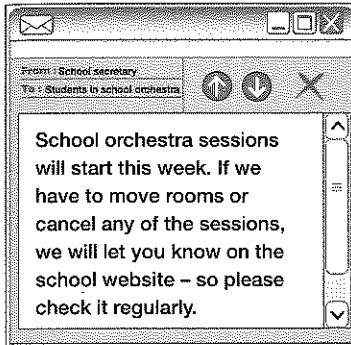 From : School secretary
To : Students in school orchestra
School orchestra sessions
will start this week. If we
have to move rooms or
cancel any of the sessions,
we will let you know on the
school website – so please
check it regularly.